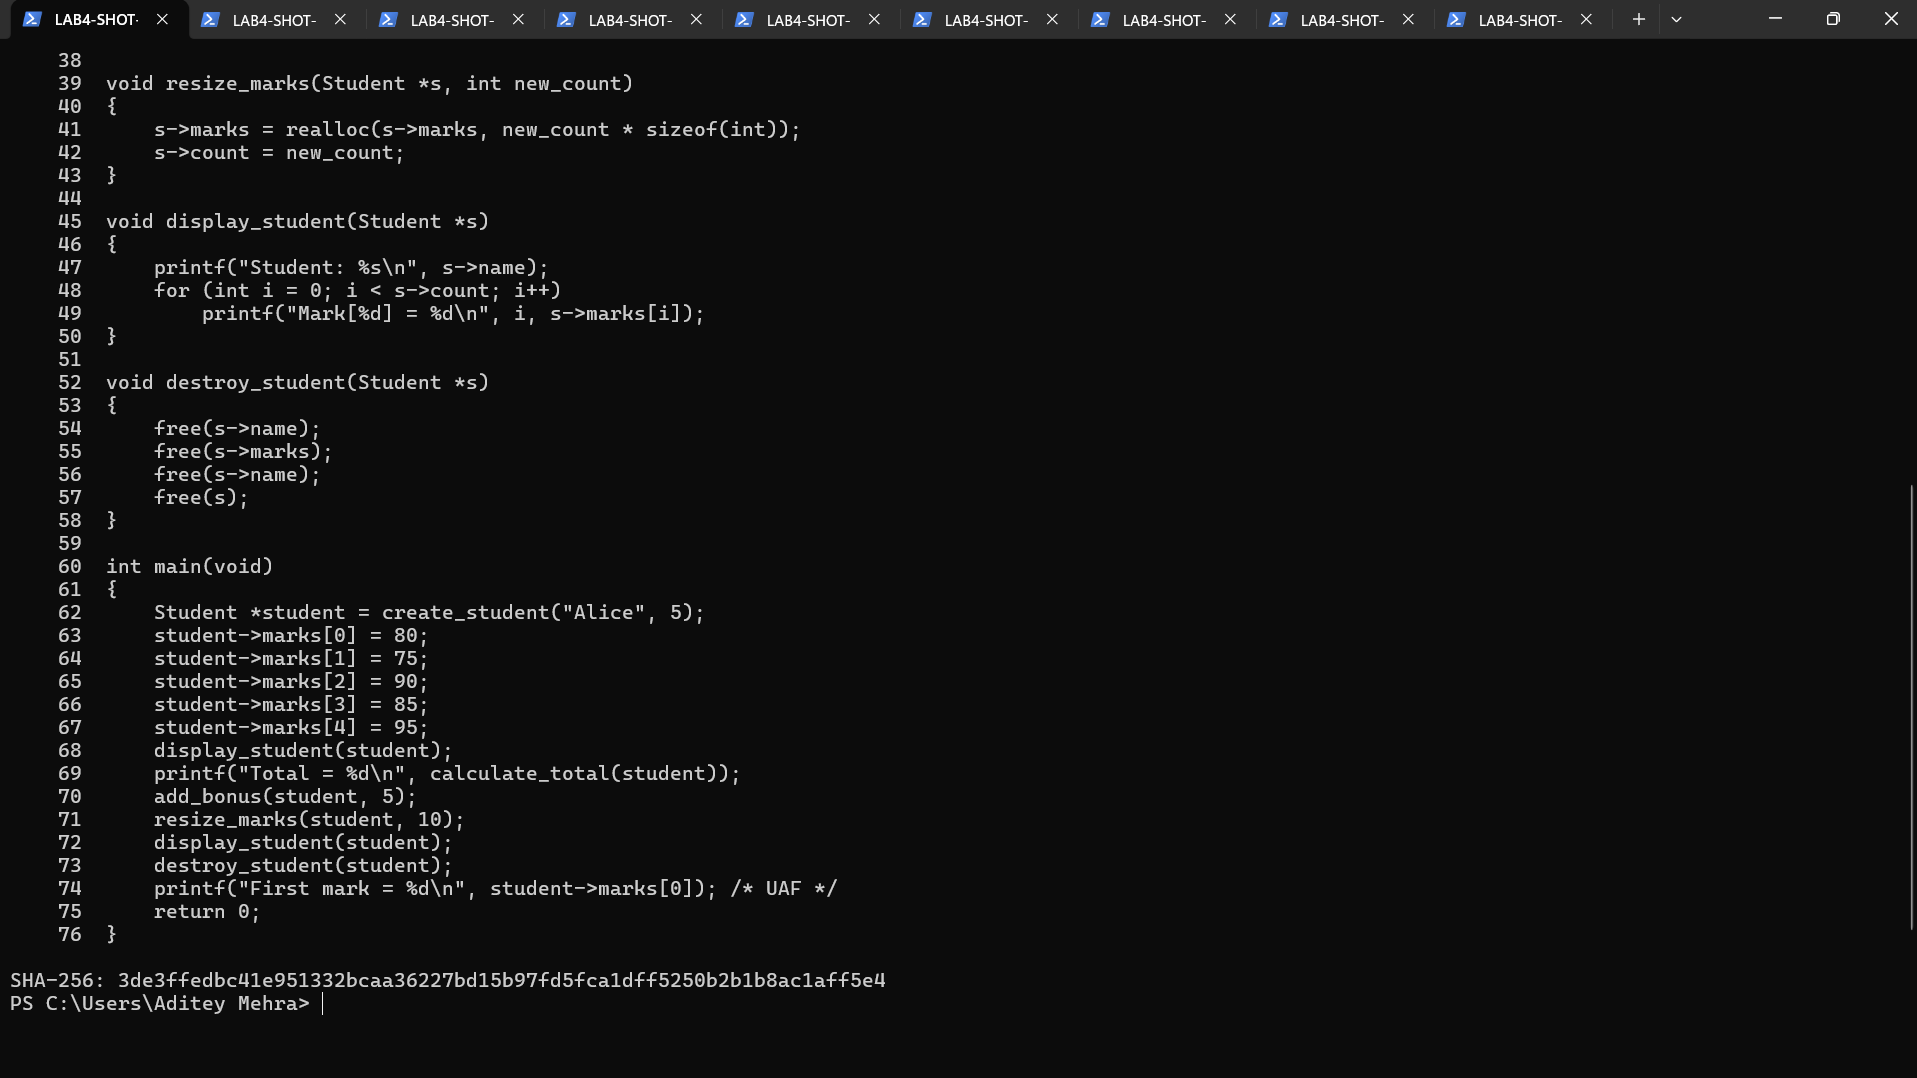 LAB4-SHOT- LAB4-SHOT- LAB4-SHOT- LAB4-SHOT- LAB4-SHOT- LAB4-SHOT- LAB4-SHOT- LAB4-SHOT- LAB4-SHOT-
38
39 void resize_marks(Student *s, int new_count)
40 {
41     s->marks = realloc(s->marks, new_count * sizeof(int));
42     s->count = new_count;
43 }
44
45 void display_student(Student *s)
46 {
47     printf("Student: %s\n", s->name);
48     for (int i = 0; i < s->count; i++)
49         printf("Mark[%d] = %d\n", i, s->marks[i]);
50 }
51
52 void destroy_student(Student *s)
53 {
54     free(s->name);
55     free(s->marks);
56     free(s->name);
57     free(s);
58 }
59
60 int main(void)
61 {
62     Student *student = create_student("Alice", 5);
63     student->marks[0] = 80;
64     student->marks[1] = 75;
65     student->marks[2] = 90;
66     student->marks[3] = 85;
67     student->marks[4] = 95;
68     display_student(student);
69     printf("Total = %d\n", calculate_total(student));
70     add_bonus(student, 5);
71     resize_marks(student, 10);
72     display_student(student);
73     destroy_student(student);
74     printf("First mark = %d\n", student->marks[0]); /* UAF */
75     return 0;
76 }
SHA-256: 3de3ffedbc41e951332bcaa36227bd15b97fd5fca1dff5250b2b1b8ac1aff5e4
PS C:\Users\Aditey Mehra>